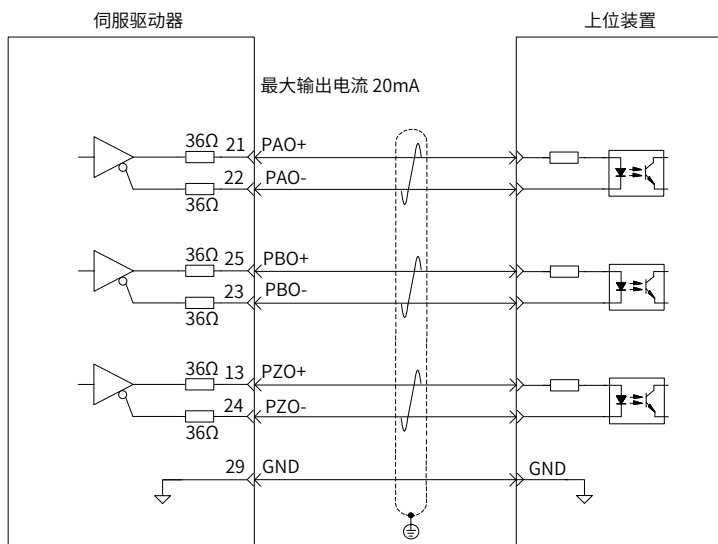 伺服驱动器 上位装置
最大输出电流 20mA
36Ω 21 PAO+
22 PAO-
36Ω
36Ω 25 PBO+
23 PBO-
36Ω
36Ω 13 PZO+
24 PZO-
36Ω
29 GND GND